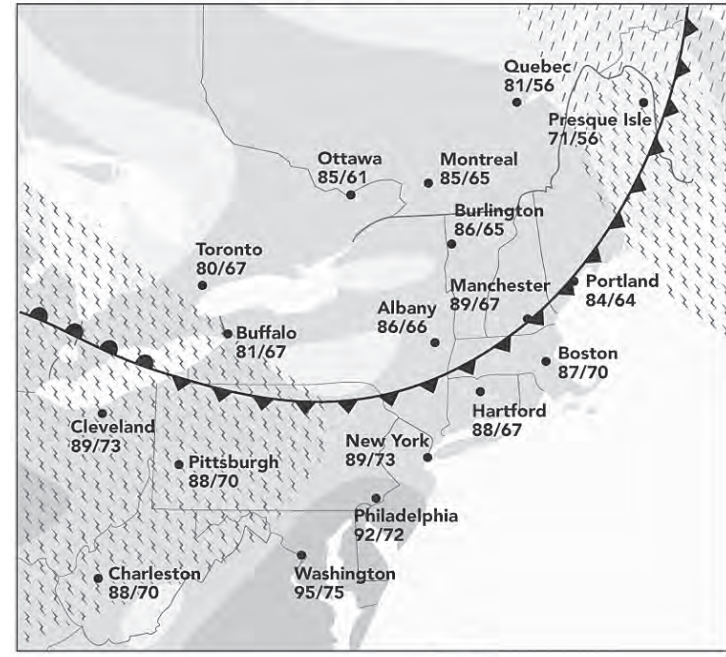 Quebec
81/56
Presque Isle
71/56
Ottawa
85/61
Montreal
85/65
Burlington
86/65
Toronto
80/67
Manchester
89/67
Portland
84/64
Albany
86/66
Buffalo
81/67
Boston
87/70
Hartford
88/67
Cleveland
89/73
New York
89/73
Pittsburgh
88/70
Philadelphia
92/72
Charleston
88/70
Washington
95/75